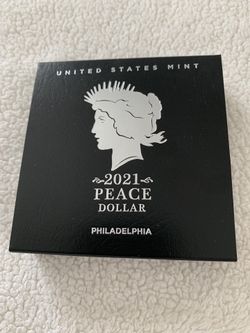 UNITED STATES MINT
2021
PEACE
DOLLAR
PHILADELPHIA